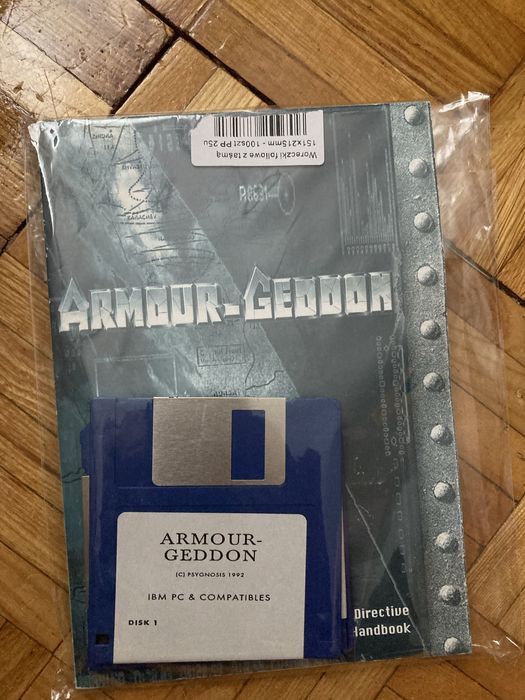 Woreczki foliowe z taśmą
151x215mm - 100szt PP 25u
ARMOUR-GEDDON
ARMOUR-
GEDDON
(C) PSYGNOSIS 1992
IBM PC & COMPATIBLES
DISK 1
Directive
Handbook